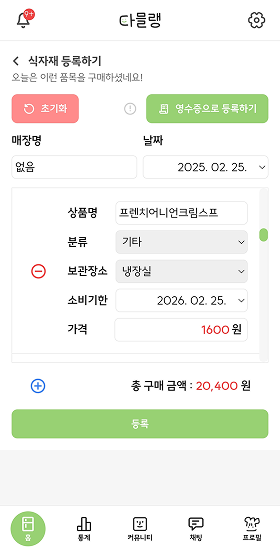 9+
다믈랭
식자재 등록하기
오늘은 이런 품목을 구매하셨네요!
초기화
영수증으로 등록하기
매장명 날짜
없음 2025. 02. 25.
상품명 프렌치어니언크림스프
분류 기타
보관장소 냉장실
소비기한 2026. 02. 25.
가격 1600 원
총 구매 금액 : 20,400 원
등록
홈 통계 커뮤니티 채팅 프로필